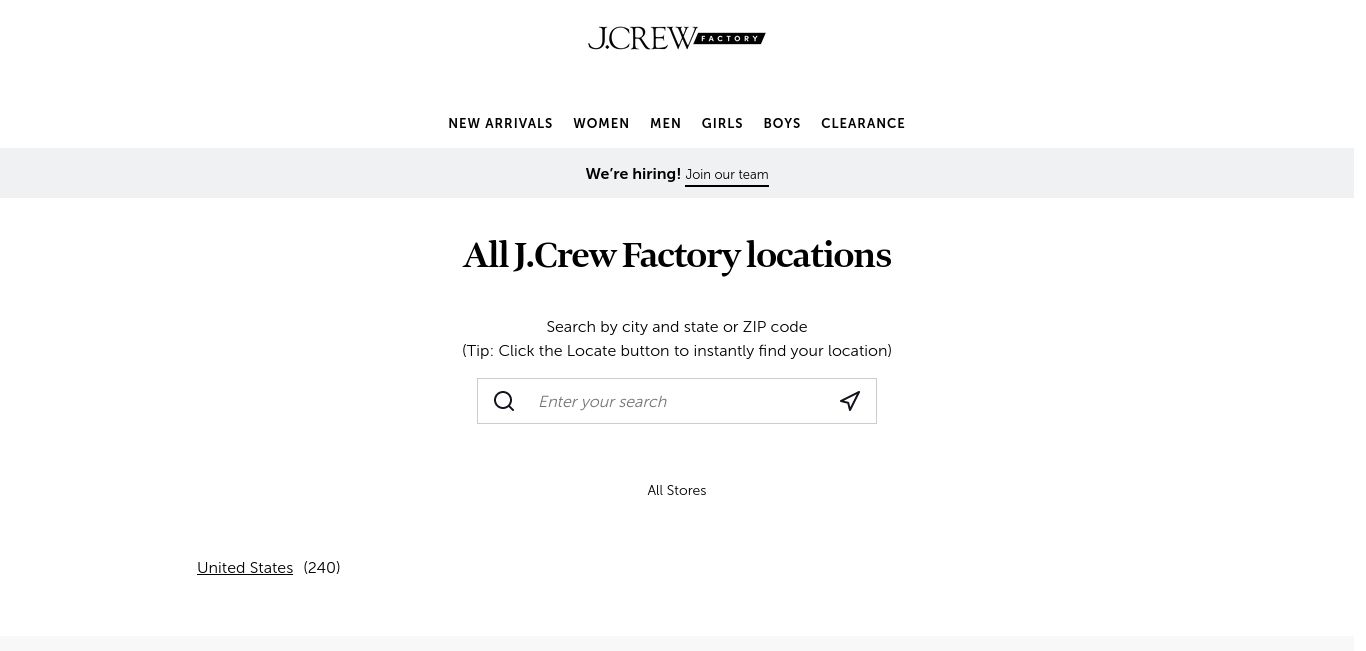 J.CREW FACTORY
NEW ARRIVALS WOMEN MEN GIRLS BOYS CLEARANCE
We're hiring! Join our team
All J.Crew Factory locations
Search by city and state or ZIP code
(Tip: Click the Locate button to instantly find your location)
Enter your search
All Stores
United States (240)